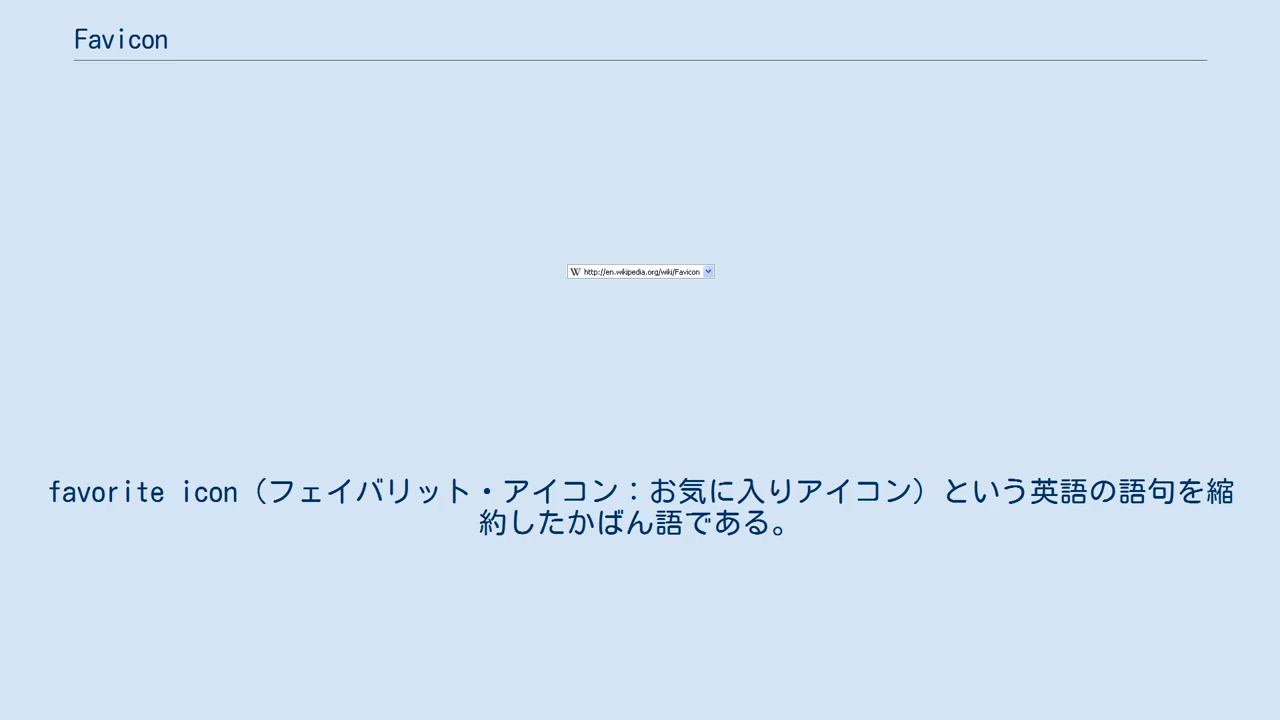 Favicon
W http://en.wikipedia.org/wiki/Favicon
favorite icon（フェイバリット・アイコン：お気に入りアイコン）という英語の語句を縮
約したかばん語である。